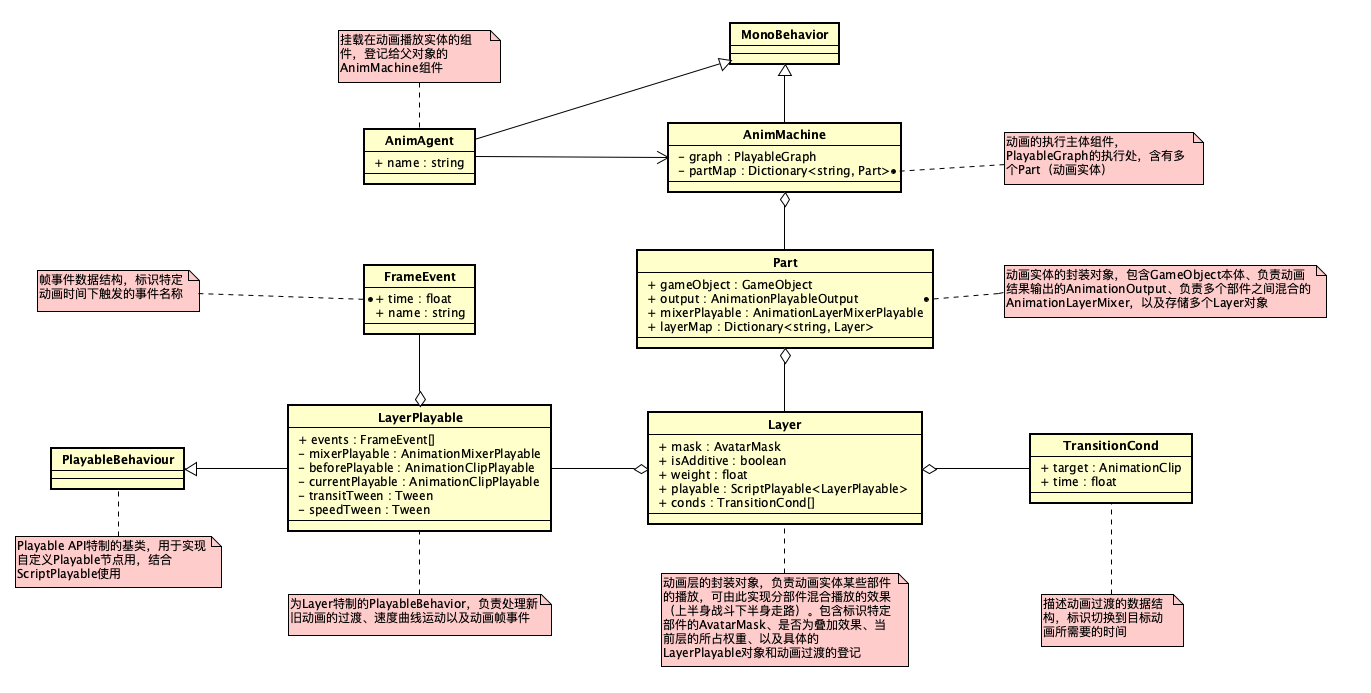 挂载在动画播放实体的组
件，登记给父对象的
AnimMachine组件
MonoBehavior
AnimAgent
+ name : string
AnimMachine
- graph : PlayableGraph
- partMap : Dictionary<string, Part>
动画的执行主体组件，
PlayableGraph的执行处，含有多
个Part（动画实体）
帧事件数据结构，标识特定
动画时间下触发的事件名称
FrameEvent
+ time : float
+ name : string
Part
+ gameObject : GameObject
+ output : AnimationPlayableOutput
+ mixerPlayable : AnimationLayerMixerPlayable
+ layerMap : Dictionary<string, Layer>
动画实体的封装对象，包含GameObject本体、负责动画
结果输出的AnimationOutput、负责多个部件之间混合的
AnimationLayerMixer，以及存储多个Layer对象
PlayableBehaviour
LayerPlayable
+ events : FrameEvent[]
- mixerPlayable : AnimationMixerPlayable
- beforePlayable : AnimationClipPlayable
- currentPlayable : AnimationClipPlayable
- transitTween : Tween
- speedTween : Tween
Layer
+ mask : AvatarMask
+ isAdditive : boolean
+ weight : float
+ playable : ScriptPlayable<LayerPlayable>
+ conds : TransitionCond[]
TransitionCond
+ target : AnimationClip
+ time : float
Playable API特制的基类，用于实现
自定义Playable节点用，结合
ScriptPlayable使用
为Layer特制的PlayableBehavior，负责处理新
旧动画的过渡、速度曲线运动以及动画帧事件
动画层的封装对象，负责动画实体某些部件
的播放，可由此实现分部件混合播放的效果
（上半身战斗下半身走路）。包含标识特定
部件的AvatarMask、是否为叠加效果、当
前层的所占权重、以及具体的
LayerPlayable对象和动画过渡的登记
描述动画过渡的数据结
构，标识切换到目标动
画所需要的时间